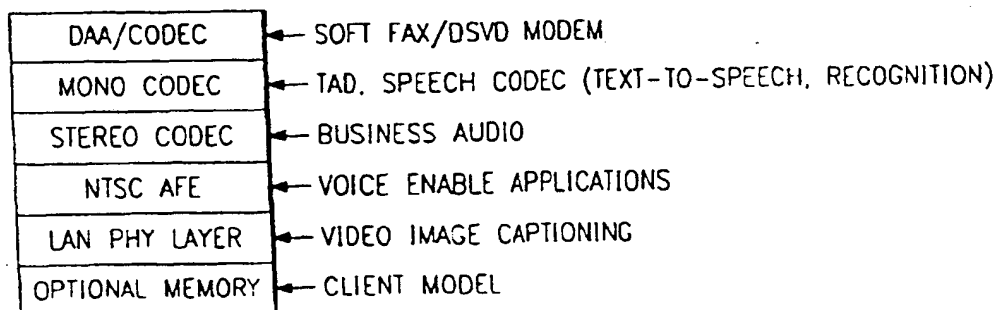 DAA/CODEC SOFT FAX/DSVD MODEM
MONO CODEC TAD. SPEECH CODEC (TEXT-TO-SPEECH, RECOGNITION)
STEREO CODEC BUSINESS AUDIO
NTSC AFE VOICE ENABLE APPLICATIONS
LAN PHY LAYER VIDEO IMAGE CAPTIONING
OPTIONAL MEMORY CLIENT MODEL